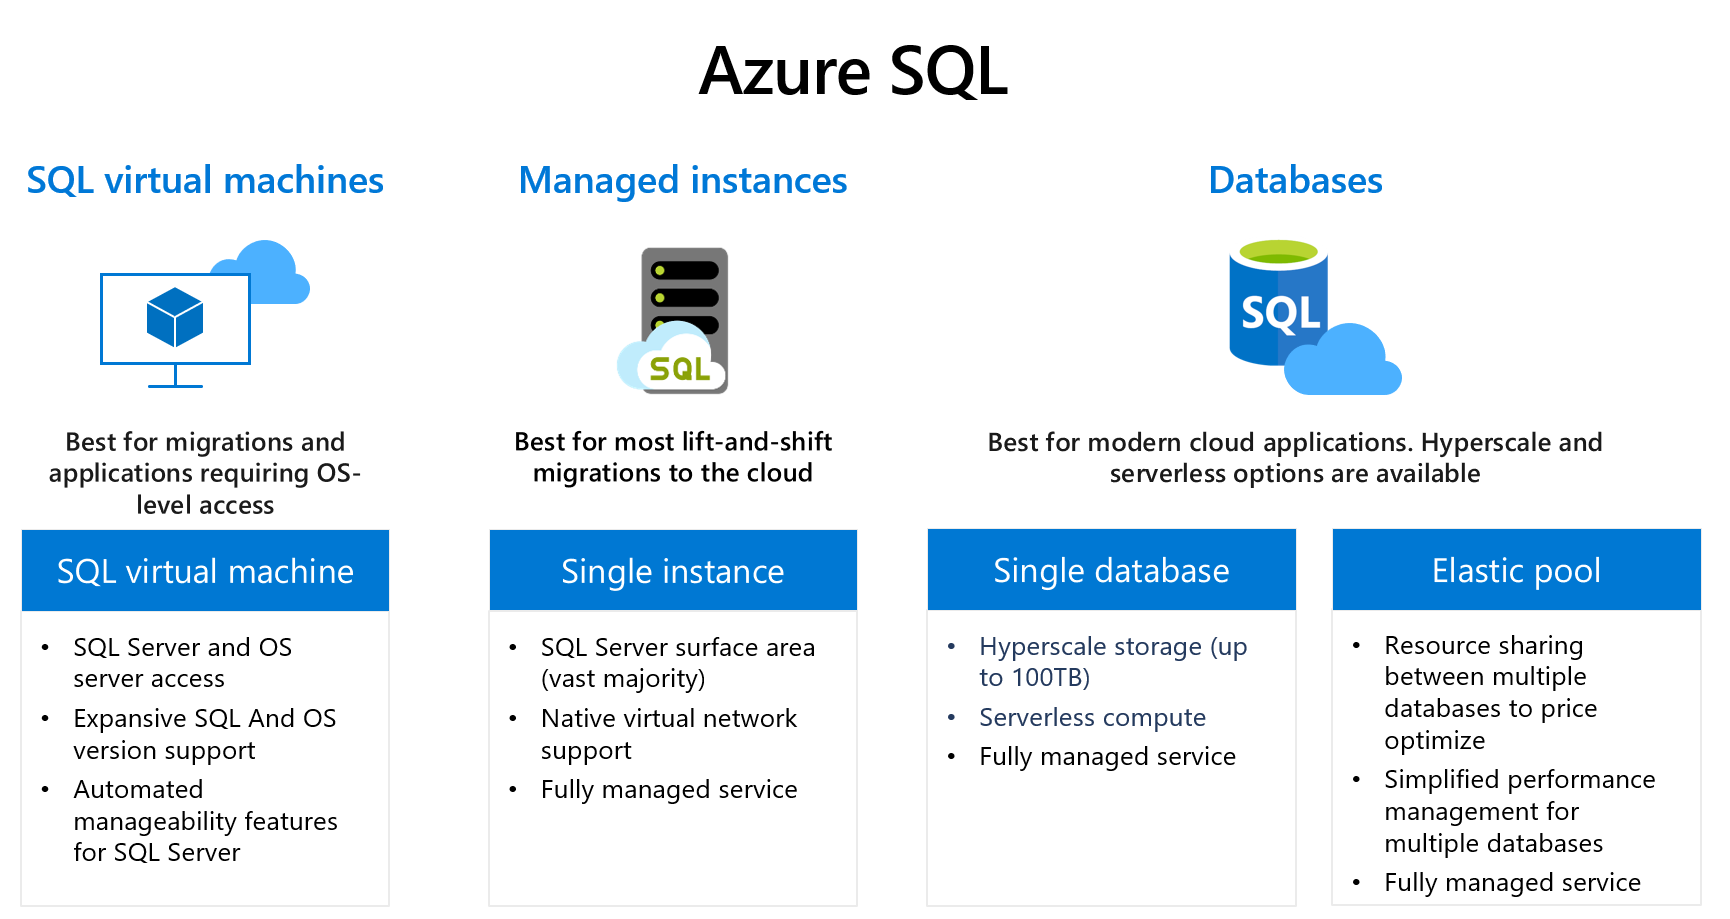 Azure SQL
SQL virtual machines
Best for migrations and
applications requiring OS-
level access
SQL virtual machine
• SQL Server and OS
server access
• Expansive SQL And OS
version support
• Automated
manageability features
for SQL Server
Managed instances
SQL
Best for most lift-and-shift
migrations to the cloud
Single instance
• SQL Server surface area
(vast majority)
• Native virtual network
support
• Fully managed service
Databases
SQL
Best for modern cloud applications. Hyperscale and
serverless options are available
Single database
• Hyperscale storage (up
to 100TB)
• Serverless compute
• Fully managed service
Elastic pool
• Resource sharing
between multiple
databases to price
optimize
• Simplified performance
management for
multiple databases
• Fully managed service